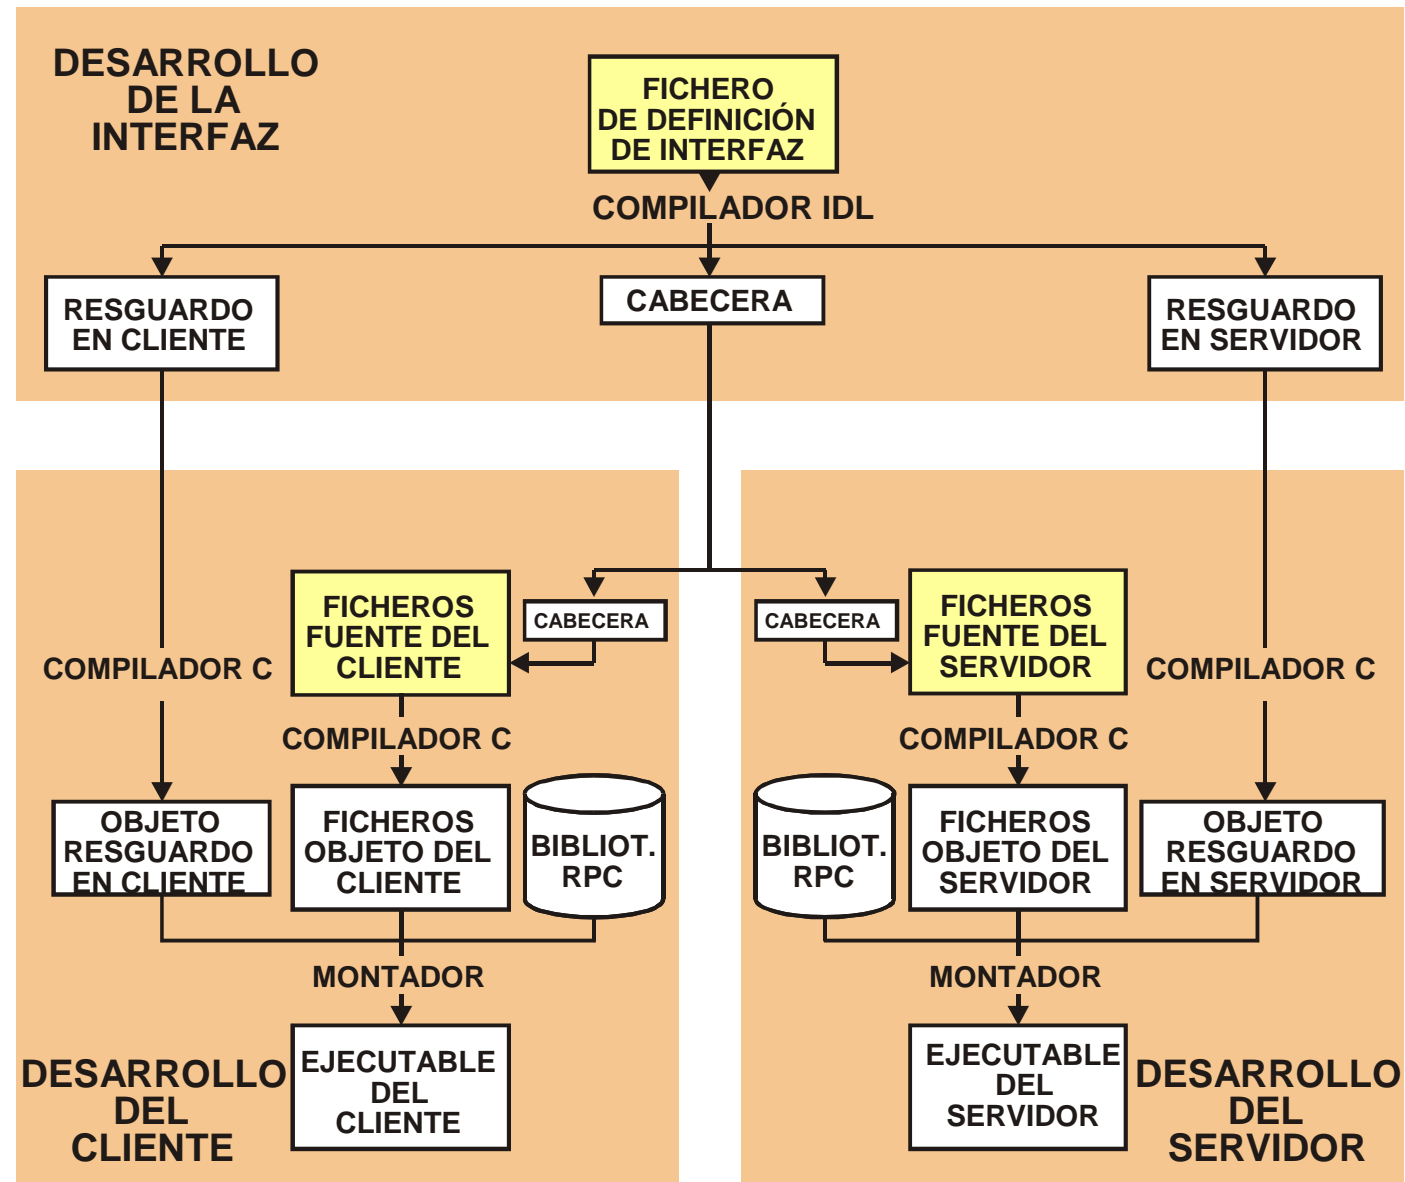 DESARROLLO
DE LA
INTERFAZ
FICHERO
DE DEFINICIÓN
DE INTERFAZ
COMPILADOR IDL
RESGUARDO
EN CLIENTE
CABECERA
RESGUARDO
EN SERVIDOR
FICHEROS
FUENTE DEL
CLIENTE
CABECERA
CABECERA
FICHEROS
FUENTE DEL
SERVIDOR
COMPILADOR C
COMPILADOR C
COMPILADOR C
COMPILADOR C
OBJETO
RESGUARDO
EN CLIENTE
FICHEROS
OBJETO DEL
CLIENTE
BIBLIOT.
RPC
BIBLIOT.
RPC
FICHEROS
OBJETO DEL
SERVIDOR
OBJETO
RESGUARDO
EN SERVIDOR
MONTADOR
MONTADOR
DESARROLLO
DEL
CLIENTE
EJECUTABLE
DEL
CLIENTE
EJECUTABLE
DEL
SERVIDOR
DESARROLLO
DEL
SERVIDOR